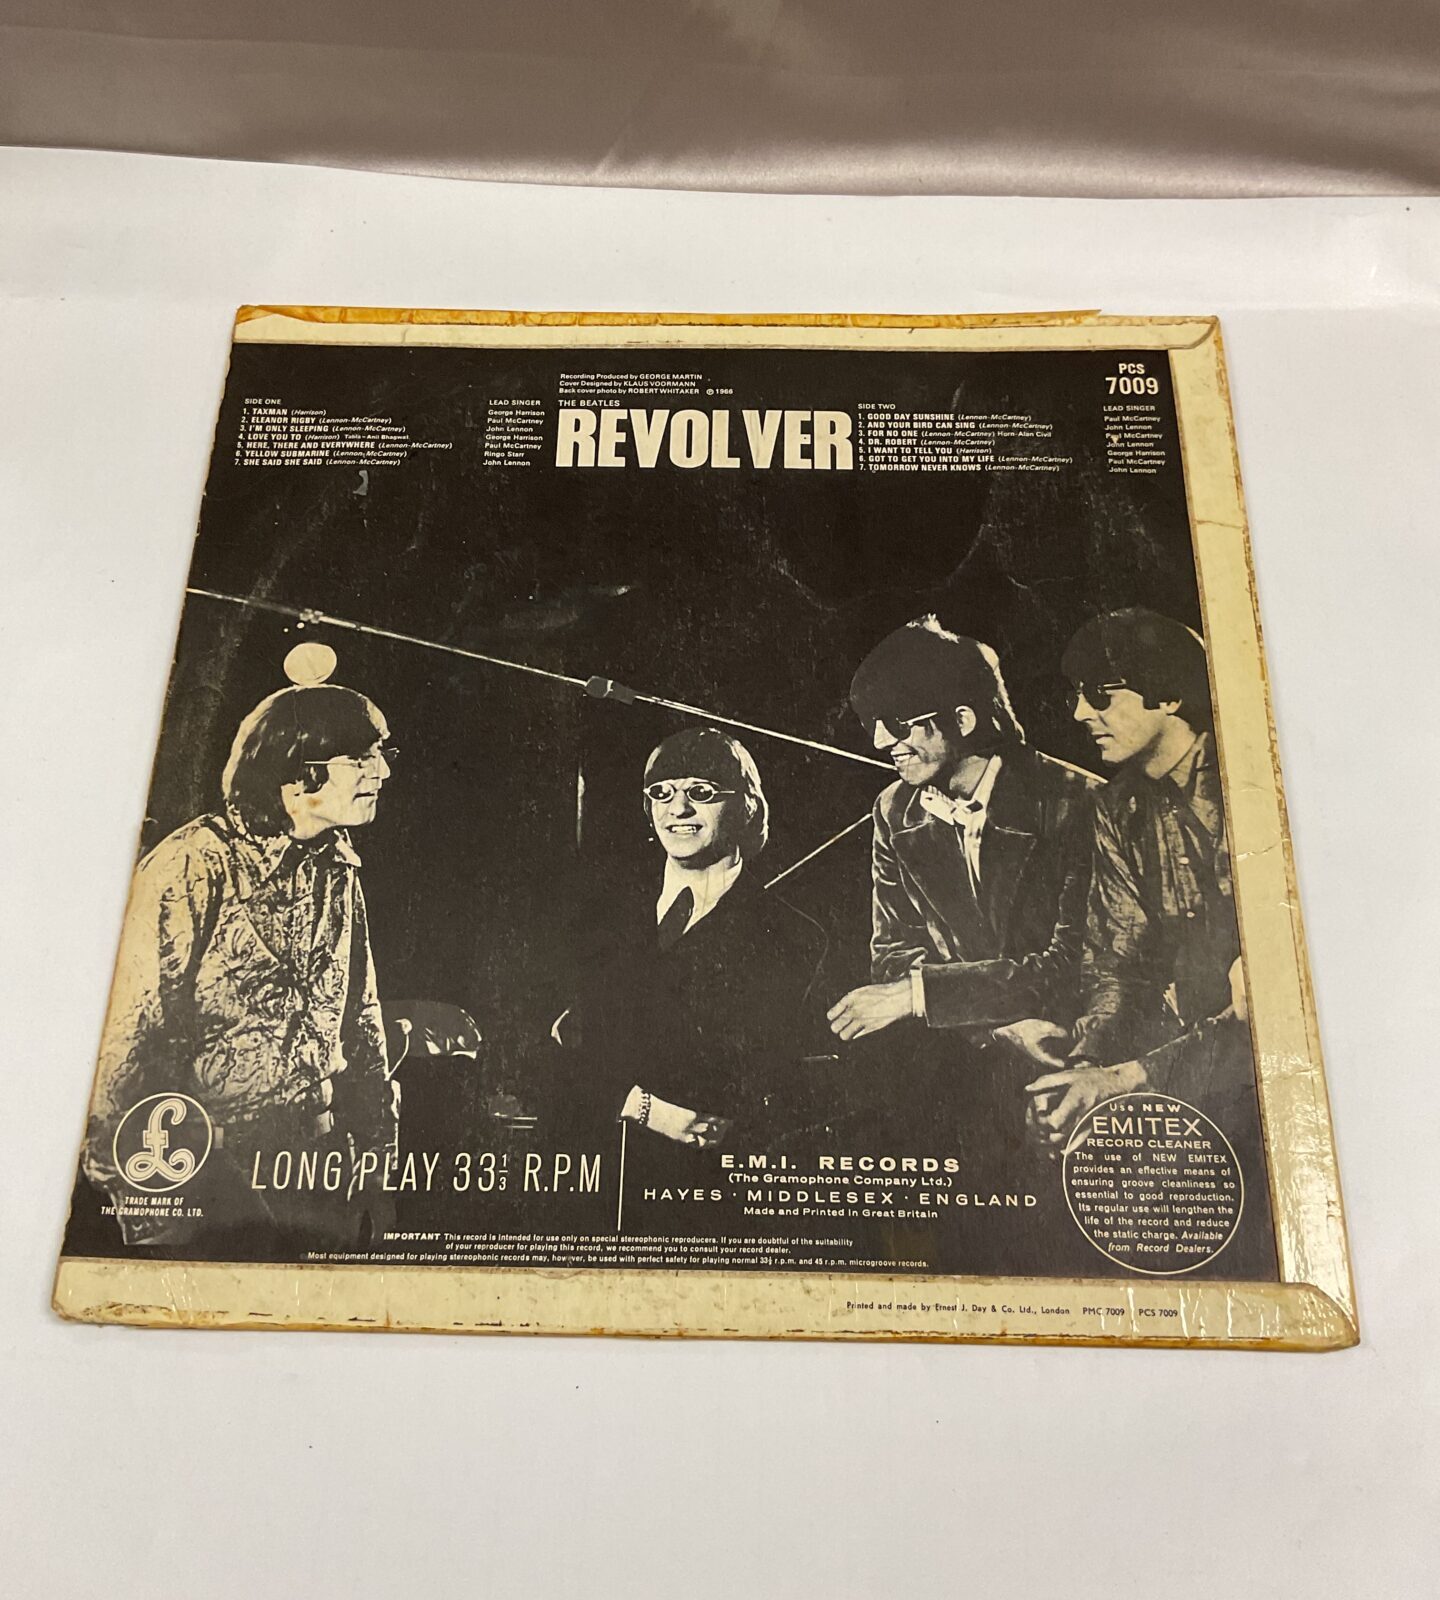 Recording Produced by GEORGE MARTIN
Cover Designed by KLAUS VOORMANN
Back cover photo by ROBERT WHITAKER ℗ 1966
PCS
7009
SIDE ONE
LEAD SINGER
1. TAXMAN (Harrison) George Harrison
2. ELEANOR RIGBY (Lennon-McCartney) Paul McCartney
3. I'M ONLY SLEEPING (Lennon-McCartney) John Lennon
4. LOVE YOU TO (Harrison) Tabla-Anil Bhagwat George Harrison
5. HERE, THERE AND EVERYWHERE (Lennon-McCartney) Paul McCartney
6. YELLOW SUBMARINE (Lennon-McCartney) Ringo Starr
7. SHE SAID SHE SAID (Lennon-McCartney) John Lennon
THE BEATLES
REVOLVER
SIDE TWO
LEAD SINGER
1. GOOD DAY SUNSHINE (Lennon-McCartney) Paul McCartney
2. AND YOUR BIRD CAN SING (Lennon-McCartney) John Lennon
3. FOR NO ONE (Lennon-McCartney) Horn-Alan Civil Paul McCartney
4. DR. ROBERT (Lennon-McCartney) John Lennon
5. I WANT TO TELL YOU (Harrison) George Harrison
6. GOT TO GET YOU INTO MY LIFE (Lennon-McCartney) Paul McCartney
7. TOMORROW NEVER KNOWS (Lennon-McCartney) John Lennon
£
TRADE MARK OF
THE GRAMOPHONE CO. LTD.
LONG PLAY 33⅓ R.P.M
E.M.I. RECORDS
(The Gramophone Company Ltd.)
HAYES · MIDDLESEX · ENGLAND
Made and Printed in Great Britain
Use NEW
EMITEX
RECORD CLEANER
The use of NEW EMITEX
provides an effective means of
ensuring groove cleanliness so
essential to good reproduction.
Its regular use will lengthen the
life of the record and reduce
the static charge. Available
from Record Dealers.
IMPORTANT This record is intended for use only on special stereophonic reproducers. If you are doubtful of the suitability
of your reproducer for playing this record, we recommend you to consult your record dealer.
Most equipment designed for playing stereophonic records may, however, be used with perfect safety for playing normal 33⅓ r.p.m. and 45 r.p.m. microgroove records.
Printed and made by Ernest J. Day & Co. Ltd., London PMC 7009 PCS 7009